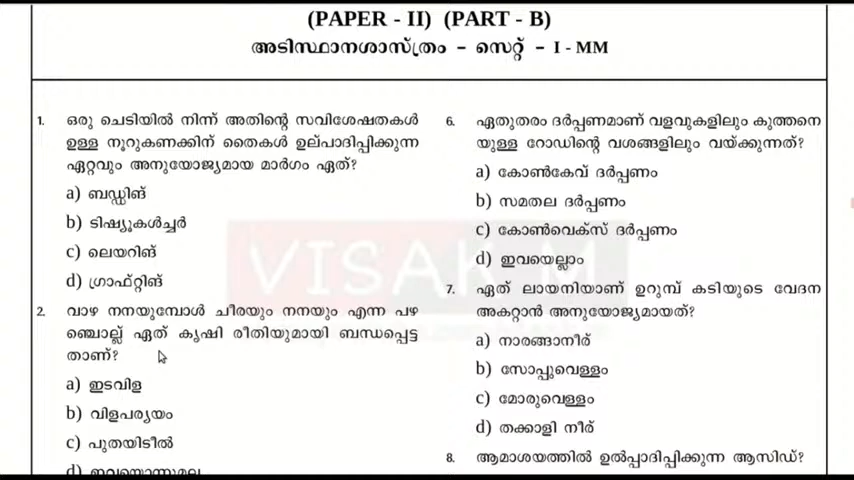 (PAPER - II) (PART - B)
അടിസ്ഥാനശാസ്ത്രം - സെറ്റ് - I - MM
1. ഒരു ചെടിയിൽ നിന്ന് അതിന്റെ സവിശേഷതകൾ
ഉള്ള നൂറുകണക്കിന് തൈകൾ ഉല്പാദിപ്പിക്കുന്ന
ഏറ്റവും അനുയോജ്യമായ മാർഗം ഏത്?
a) ബഡ്ഡിങ്
b) ടിഷ്യൂകൾച്ചർ
c) ലെയറിങ്
d) ഗ്രാഫ്റ്റിങ്
2. വാഴ നനയുമ്പോൾ ചീരയും നനയും എന്ന പഴ
ഞ്ചൊല്ല് ഏത് കൃഷി രീതിയുമായി ബന്ധപ്പെട്ട
താണ്?
a) ഇടവിള
b) വിളപര്യയം
c) പുതയിടീൽ
d) ഇവയൊന്നുമല്ല
6. ഏതുതരം ദർപ്പണമാണ് വളവുകളിലും കുത്തനെ
യുള്ള റോഡിന്റെ വശങ്ങളിലും വയ്ക്കുന്നത്?
a) കോൺകേവ് ദർപ്പണം
b) സമതല ദർപ്പണം
c) കോൺവെക്സ് ദർപ്പണം
d) ഇവയെല്ലാം
7. ഏത് ലായനിയാണ് ഉറുമ്പ് കടിയുടെ വേദന
അകറ്റാൻ അനുയോജ്യമായത്?
a) നാരങ്ങാനീര്
b) സോപ്പുവെള്ളം
c) മോരുവെള്ളം
d) തക്കാളി നീര്
8. ആമാശയത്തിൽ ഉൽപ്പാദിപ്പിക്കുന്ന ആസിഡ്?
VISAK M